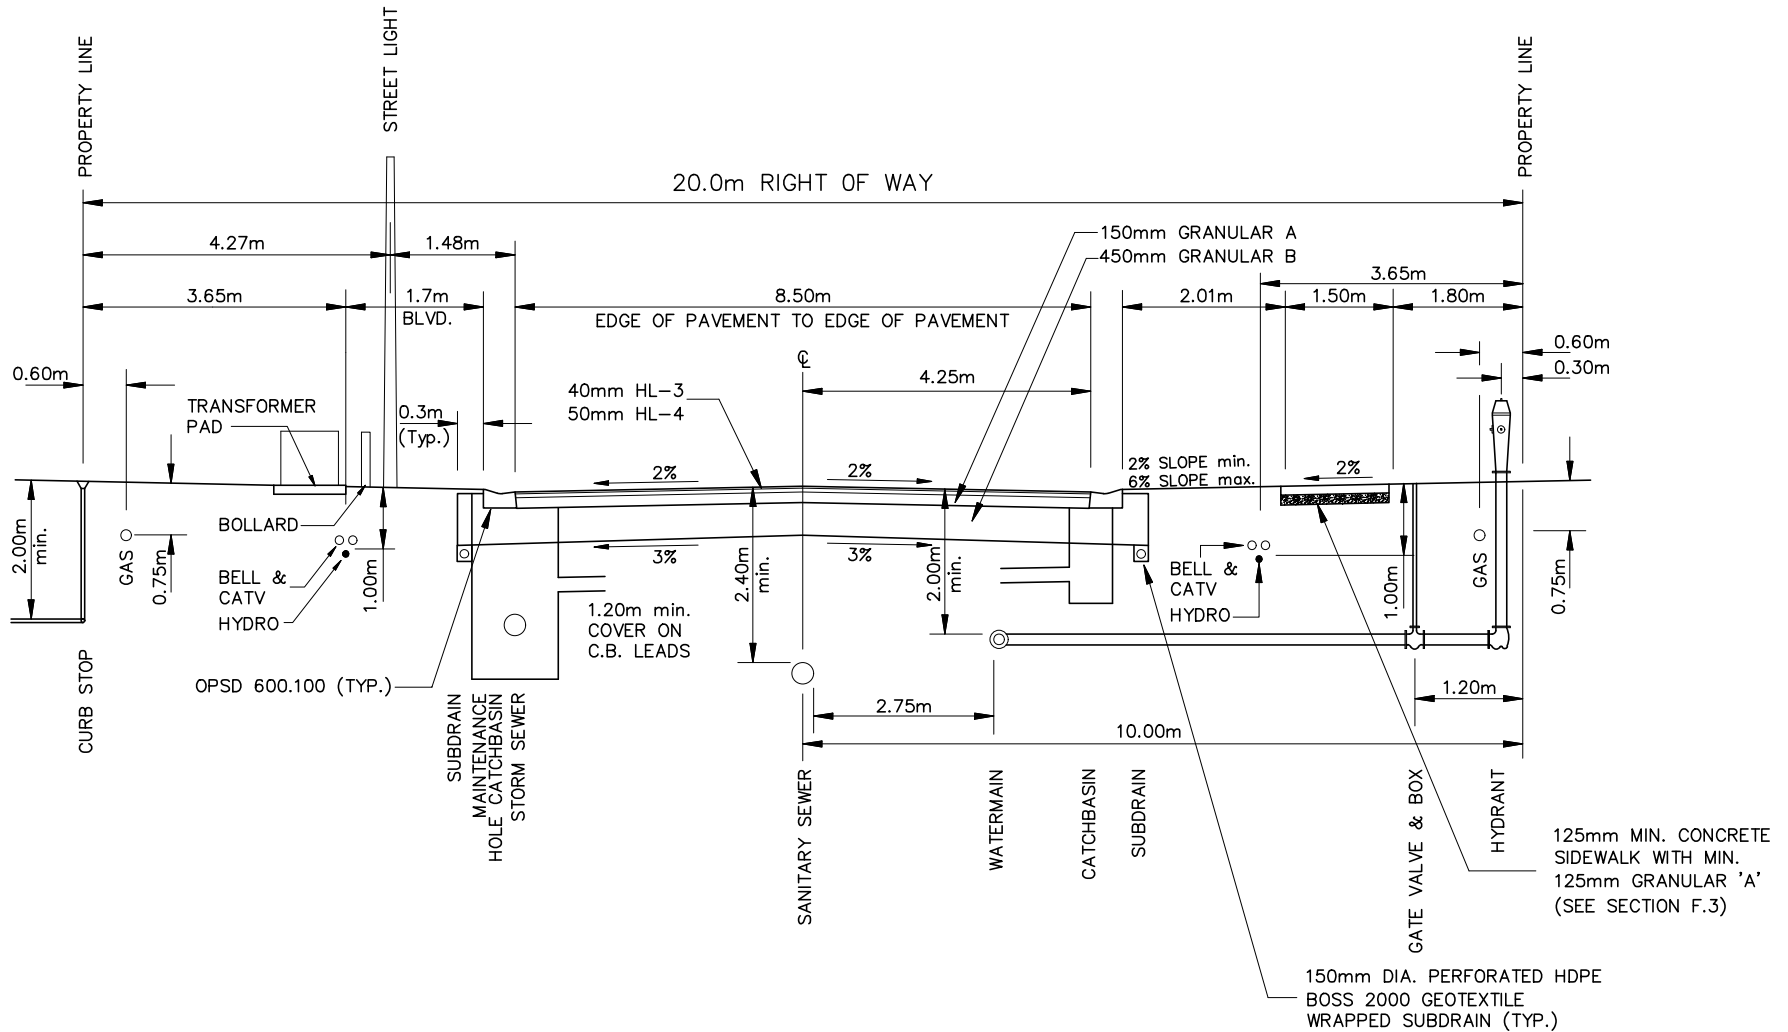 PROPERTY LINE
STREET LIGHT
PROPERTY LINE
20.0m RIGHT OF WAY
4.27m
1.48m
150mm GRANULAR A
450mm GRANULAR B
3.65m
3.65m
1.7m
BLVD.
8.50m
EDGE OF PAVEMENT TO EDGE OF PAVEMENT
2.01m
1.50m
1.80m
℄
0.60m
0.30m
0.60m
4.25m
40mm HL-3
50mm HL-4
TRANSFORMER
PAD
0.3m
(Typ.)
2%
2%
2% SLOPE min.
6% SLOPE max.
2%
2.00m
min.
BOLLARD
GAS
0.75m
BELL &
CATV
HYDRO
1.00m
3%
3%
2.40m
min.
2.00m
min.
1.20m min.
COVER ON
C.B. LEADS
BELL &
CATV
HYDRO
1.00m
GAS
0.75m
OPSD 600.100 (TYP.)
2.75m
1.20m
10.00m
CURB STOP
SUBDRAIN
MAINTENANCE
HOLE CATCHBASIN
STORM SEWER
SANITARY SEWER
WATERMAIN
CATCHBASIN
SUBDRAIN
GATE VALVE & BOX
HYDRANT
125mm MIN. CONCRETE
SIDEWALK WITH MIN.
125mm GRANULAR 'A'
(SEE SECTION F.3)
150mm DIA. PERFORATED HDPE
BOSS 2000 GEOTEXTILE
WRAPPED SUBDRAIN (TYP.)